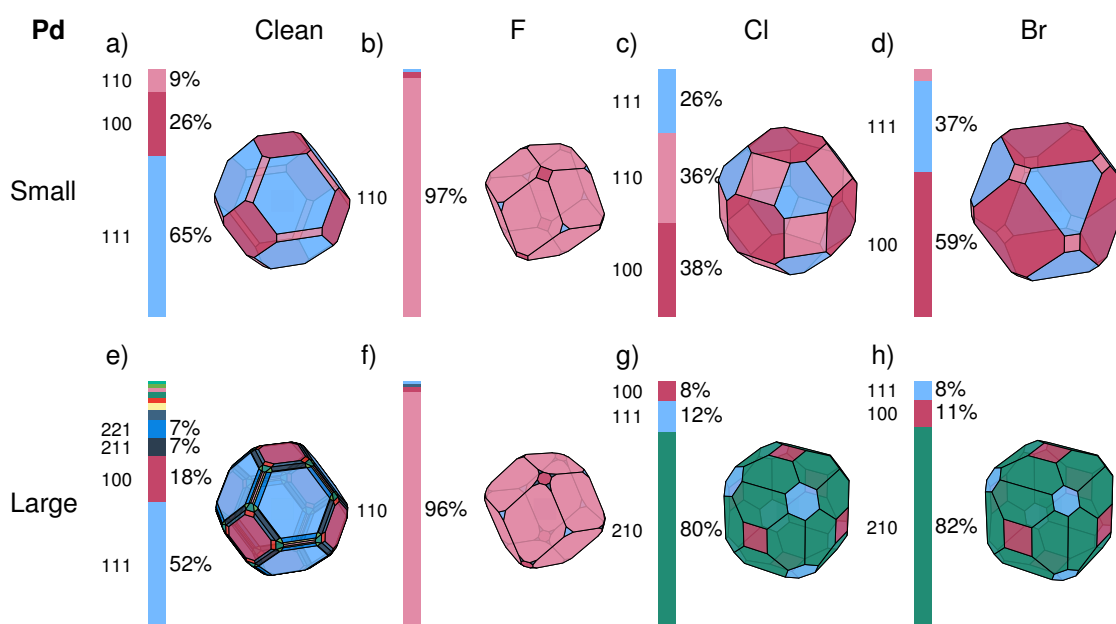 Pd
a)
Clean
b)
F
c)
Cl
d)
Br
Small
110
9%
100
26%
111
65%
110
97%
111
26%
110
36%
100
38%
111
37%
100
59%
Large
e)
221
7%
211
7%
100
18%
111
52%
f)
110
96%
g)
100
8%
111
12%
210
80%
h)
111
8%
100
11%
210
82%